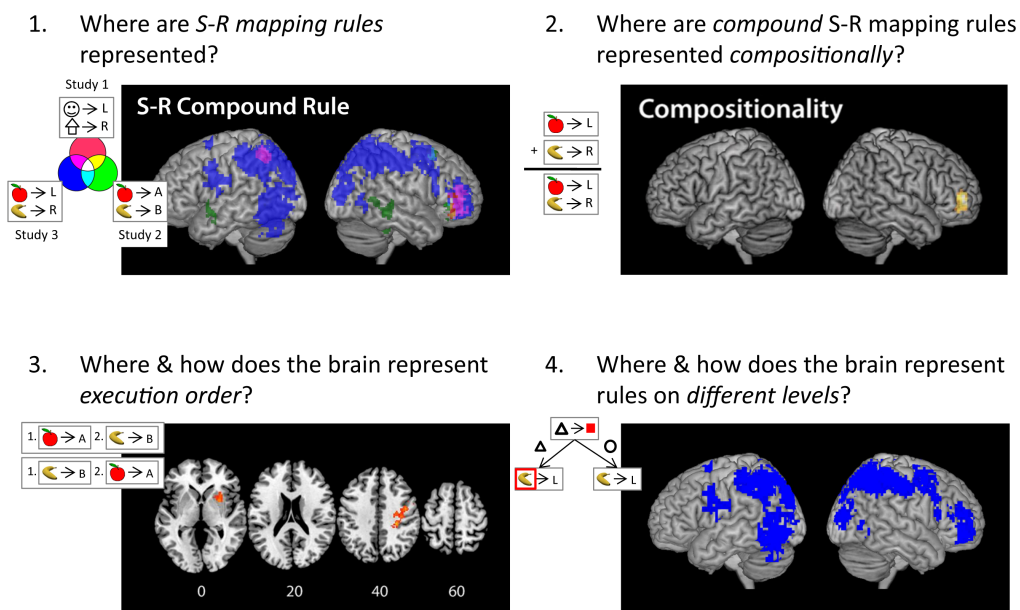 1. Where are S-R mapping rules
represented?
Study 1
→ L
→ R
S-R Compound Rule
→ L
→ R
→ A
→ B
Study 3
Study 2
2. Where are compound S-R mapping rules
represented compositionally?
Compositionality
→ L
+ → R
→ L
→ R
3. Where & how does the brain represent
execution order?
1. → A 2. → B
1. → B 2. → A
0 20 40 60
4. Where & how does the brain represent
rules on different levels?
→ L
→ L